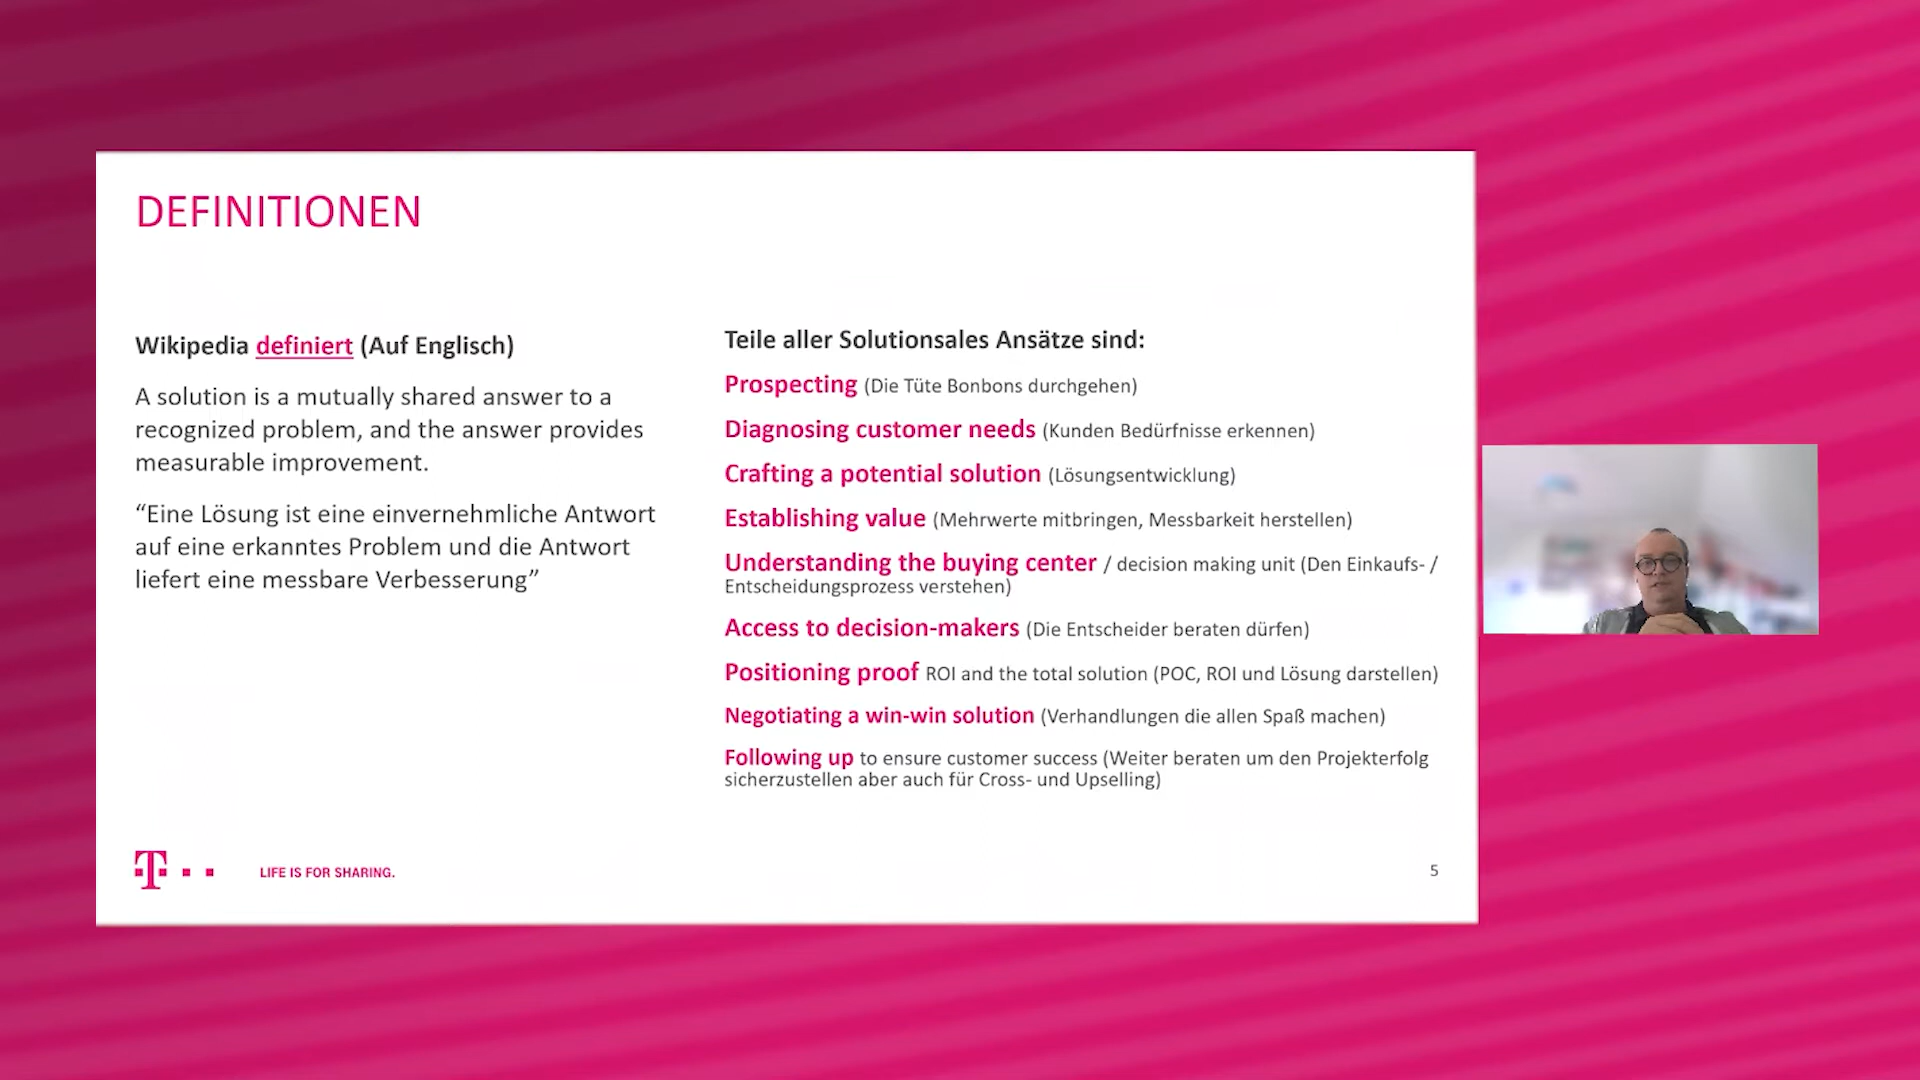 DEFINITIONEN
Wikipedia definiert (Auf Englisch)
A solution is a mutually shared answer to a
recognized problem, and the answer provides
measurable improvement.
“Eine Lösung ist eine einvernehmliche Antwort
auf eine erkanntes Problem und die Antwort
liefert eine messbare Verbesserung”
Teile aller Solutionsales Ansätze sind:
Prospecting (Die Tüte Bonbons durchgehen)
Diagnosing customer needs (Kunden Bedürfnisse erkennen)
Crafting a potential solution (Lösungsentwicklung)
Establishing value (Mehrwerte mitbringen, Messbarkeit herstellen)
Understanding the buying center / decision making unit (Den Einkaufs- /
Entscheidungsprozess verstehen)
Access to decision-makers (Die Entscheider beraten dürfen)
Positioning proof ROI and the total solution (POC, ROI und Lösung darstellen)
Negotiating a win-win solution (Verhandlungen die allen Spaß machen)
Following up to ensure customer success (Weiter beraten um den Projekterfolg
sicherzustellen aber auch für Cross- und Upselling)
T
LIFE IS FOR SHARING.
5